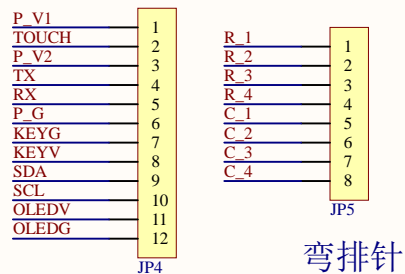 P_V1 1
TOUCH 2
P_V2 3
TX 4
RX 5
P_G 6
KEYG 7
KEYV 8
SDA 9
SCL 10
OLEDV 11
OLEDG 12
JP4
R_1 1
R_2 2
R_3 3
R_4 4
C_1 5
C_2 6
C_3 7
C_4 8
JP5
弯排针